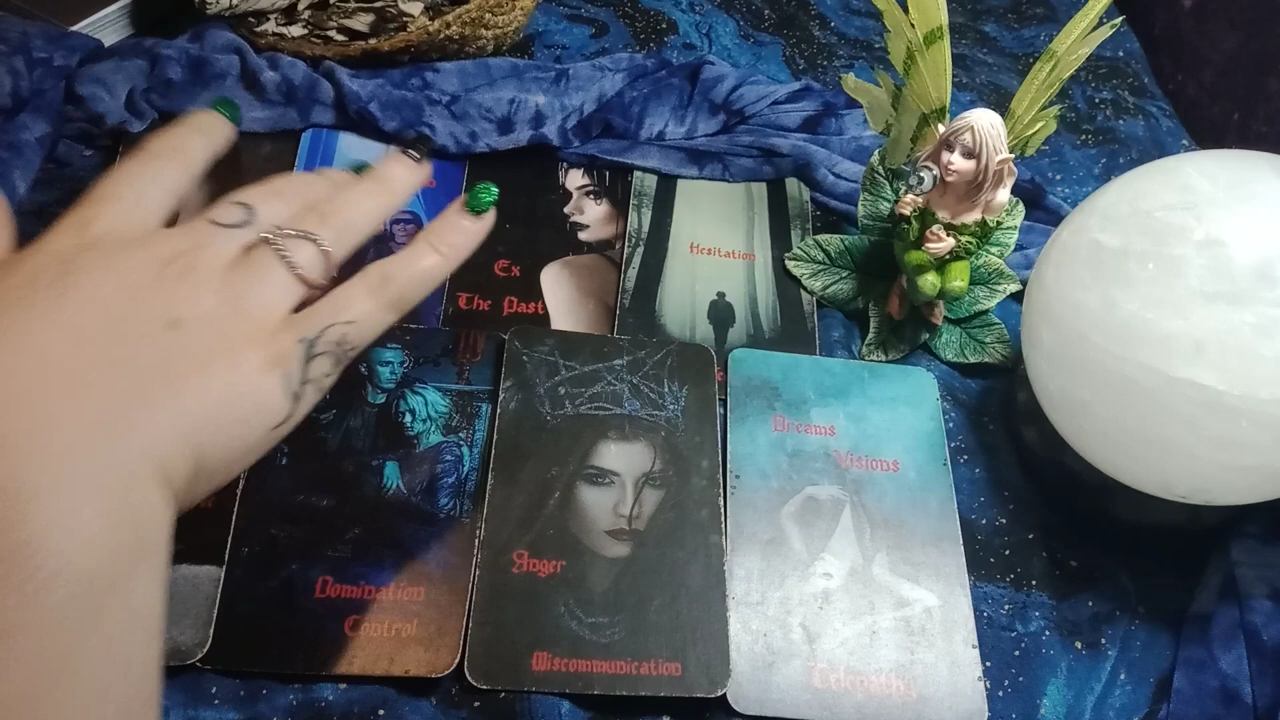 Ex
The Past
Hesitation
Domination
Control
Anger
Miscommunication
Dreams
Visions
Telepathy